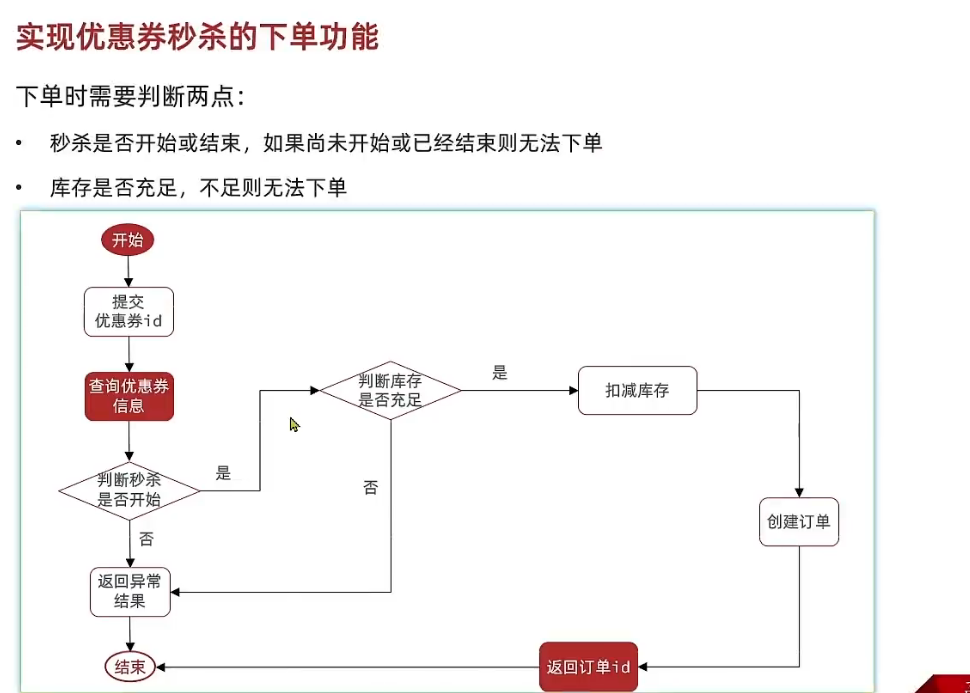 实现优惠券秒杀的下单功能
下单时需要判断两点：
• 秒杀是否开始或结束，如果尚未开始或已经结束则无法下单
• 库存是否充足，不足则无法下单
开始
提交
优惠券id
查询优惠券
信息
判断秒杀
是否开始
是
否
返回异常
结果
结束
判断库存
是否充足
是
否
扣减库存
创建订单
返回订单id